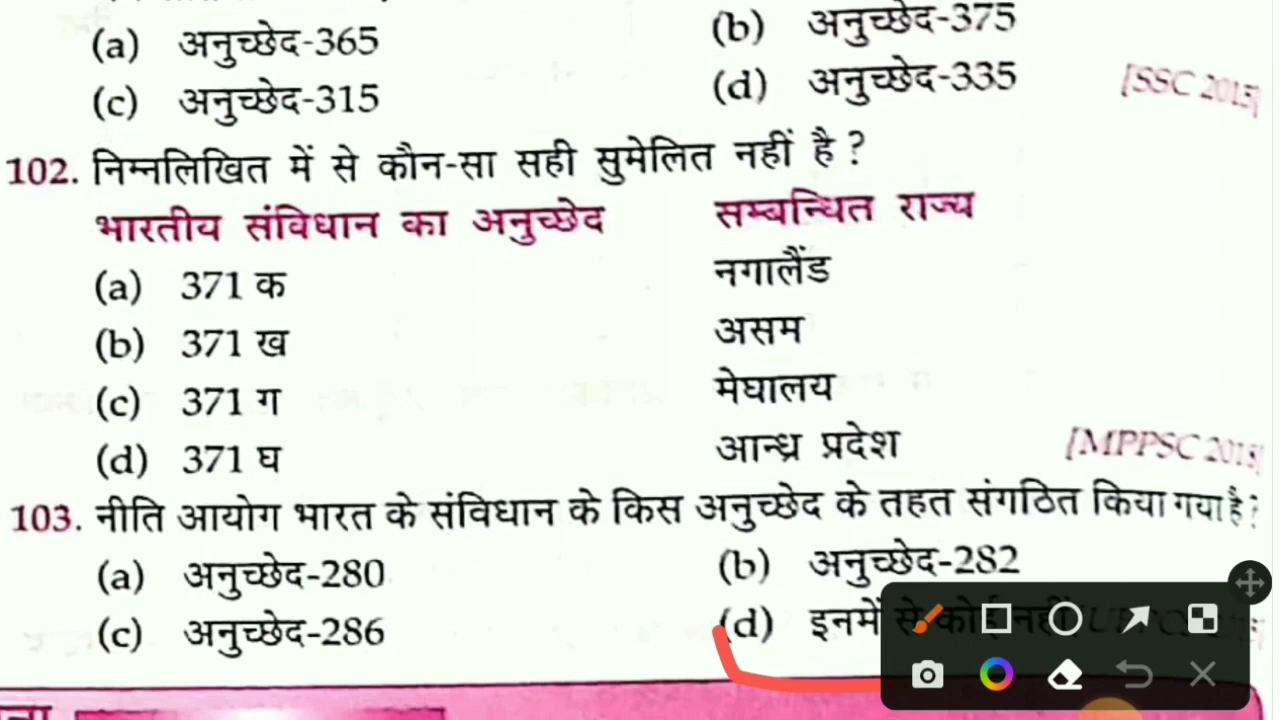 (a) अनुच्छेद-365 (b) अनुच्छेद-375
(c) अनुच्छेद-315 (d) अनुच्छेद-335 [SSC 2015]
102. निम्नलिखित में से कौन-सा सही सुमेलित नहीं है ?
भारतीय संविधान का अनुच्छेद सम्बन्धित राज्य
(a) 371 क नगालैंड
(b) 371 ख असम
(c) 371 ग मेघालय
(d) 371 घ आन्ध्र प्रदेश [MPPSC
103. नीति आयोग भारत के संविधान के किस अनुच्छेद के तहत संगठित किया गया है ?
(a) अनुच्छेद-280 (b) अनुच्छेद-282
(c) अनुच्छेद-286 (d) इनमें से कोई नहीं